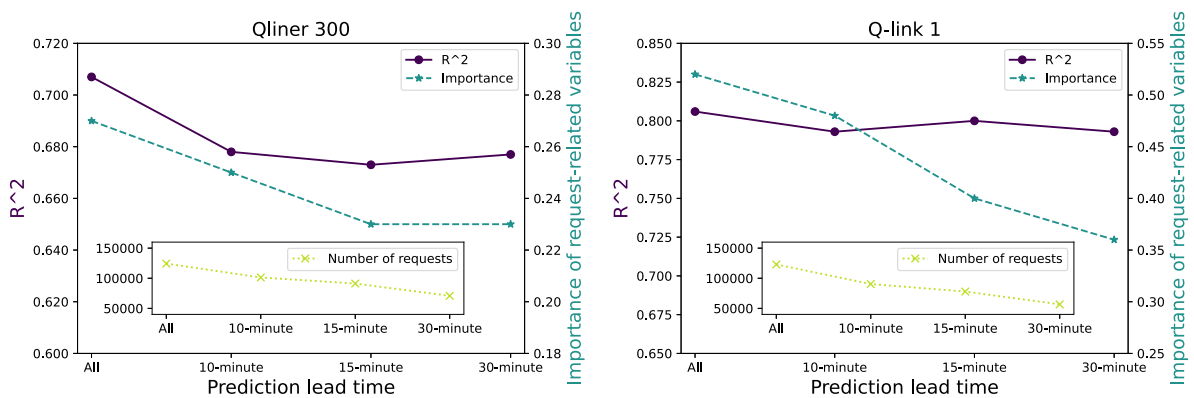 Qliner 300
R^2
Importance of request-related variables
0.720
0.700
0.680
0.660
0.640
0.620
0.600
0.30
0.28
0.26
0.24
0.22
0.20
0.18
R^2
Importance
150000
100000
50000
Number of requests
All
10-minute
15-minute
30-minute
All
10-minute
15-minute
30-minute
Prediction lead time
Q-link 1
R^2
Importance of request-related variables
0.850
0.825
0.800
0.775
0.750
0.725
0.700
0.675
0.650
0.55
0.50
0.45
0.40
0.35
0.30
0.25
R^2
Importance
150000
100000
50000
Number of requests
All
10-minute
15-minute
30-minute
All
10-minute
15-minute
30-minute
Prediction lead time